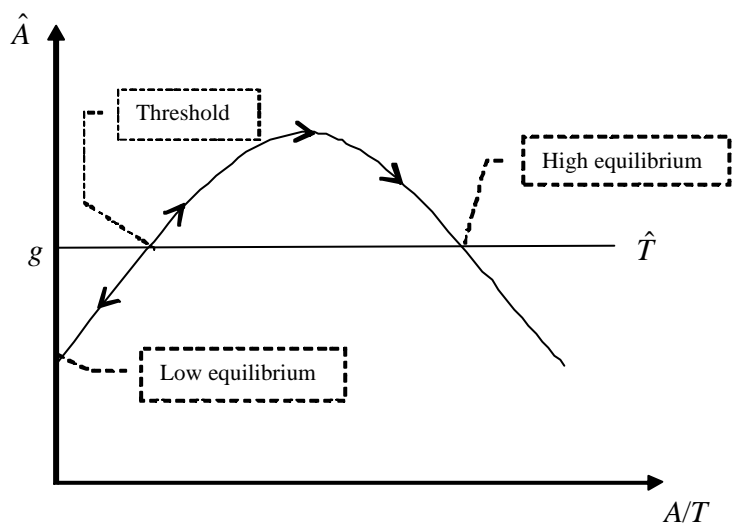 Â
Threshold
High equilibrium
g
T̂
Low equilibrium
A/T